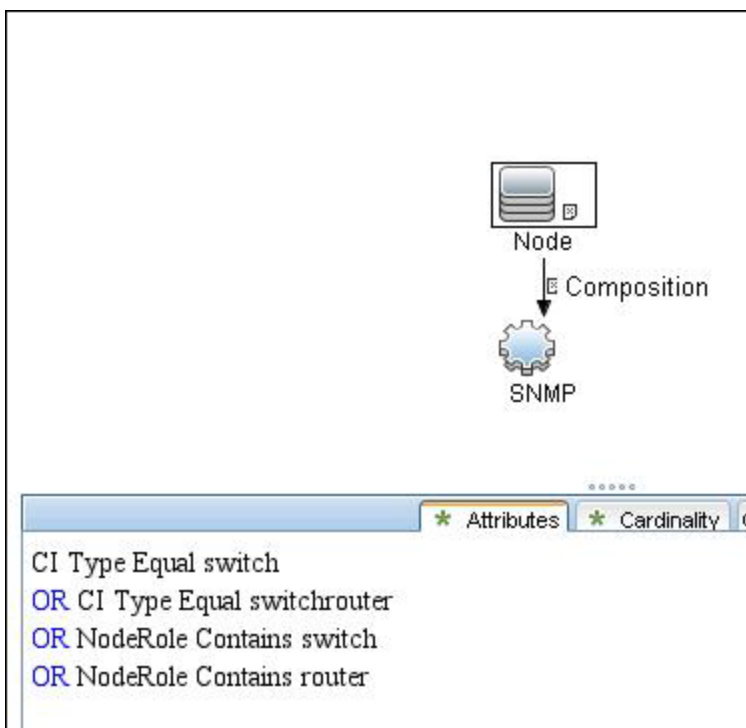 Node
Composition
SNMP
* Attributes * Cardinality
CI Type Equal switch
OR CI Type Equal switchrouter
OR NodeRole Contains switch
OR NodeRole Contains router